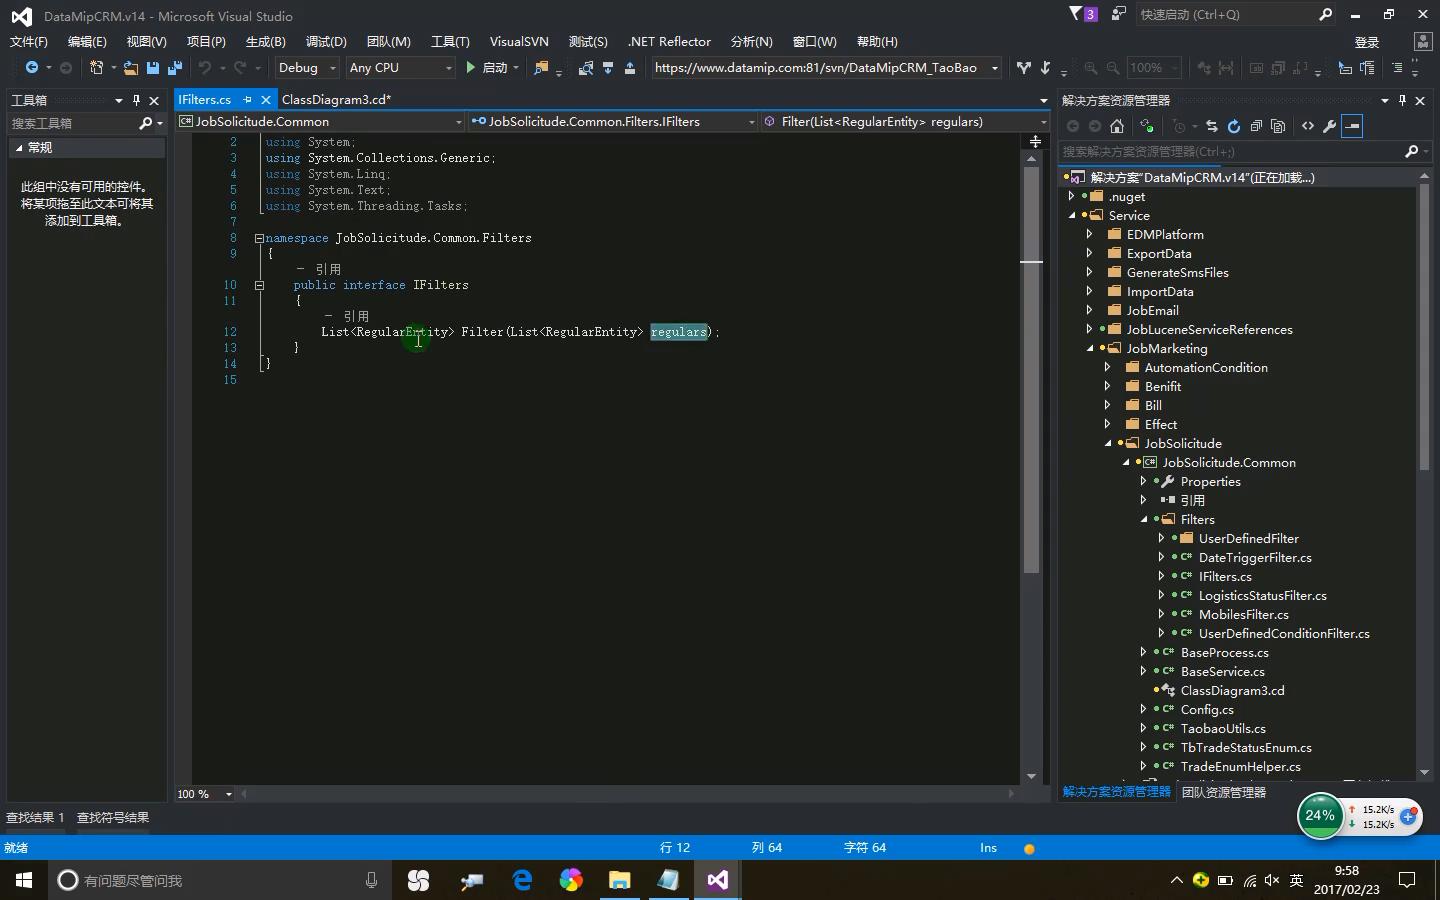 DataMipCRM.v14 - Microsoft Visual Studio
3
快速启动 (Ctrl+Q)
文件(F) 编辑(E) 视图(V) 项目(P) 生成(B) 调试(D) 团队(M) 工具(T) VisualSVN 测试(S) .NET Reflector 分析(N) 窗口(W) 帮助(H)
登录
Debug Any CPU 启动 https://www.datamip.com:81/svn/DataMipCRM_TaoBao 100%
工具箱
搜索工具箱
常规
此组中没有可用的控件。
将某项拖至此文本可将其
添加到工具箱。
IFilters.cs ClassDiagram3.cd*
JobSolicitude.Common JobSolicitude.Common.Filters.IFilters Filter(List<RegularEntity> regulars)
2 using System;
3 using System.Collections.Generic;
4 using System.Linq;
5 using System.Text;
6 using System.Threading.Tasks;
7
8 namespace JobSolicitude.Common.Filters
9 {
- 引用
10 public interface IFilters
11 {
- 引用
12 List<RegularEntity> Filter(List<RegularEntity> regulars);
13 }
14 }
15
100 %
解决方案资源管理器
搜索解决方案资源管理器(Ctrl+;)
解决方案"DataMipCRM.v14"(正在加载...)
.nuget
Service
EDMPlatform
ExportData
GenerateSmsFiles
ImportData
JobEmail
JobLuceneServiceReferences
JobMarketing
AutomationCondition
Benifit
Bill
Effect
JobSolicitude
JobSolicitude.Common
Properties
引用
Filters
UserDefinedFilter
DateTriggerFilter.cs
IFilters.cs
LogisticsStatusFilter.cs
MobilesFilter.cs
UserDefinedConditionFilter.cs
BaseProcess.cs
BaseService.cs
ClassDiagram3.cd
Config.cs
TaobaoUtils.cs
TbTradeStatusEnum.cs
TradeEnumHelper.cs
解决方案资源管理器 团队资源管理器
24%
15.2K/s
15.2K/s
查找结果 1 查找符号结果
就绪 行 12 列 64 字符 64 Ins
有问题尽管问我
英
9:58
2017/02/23